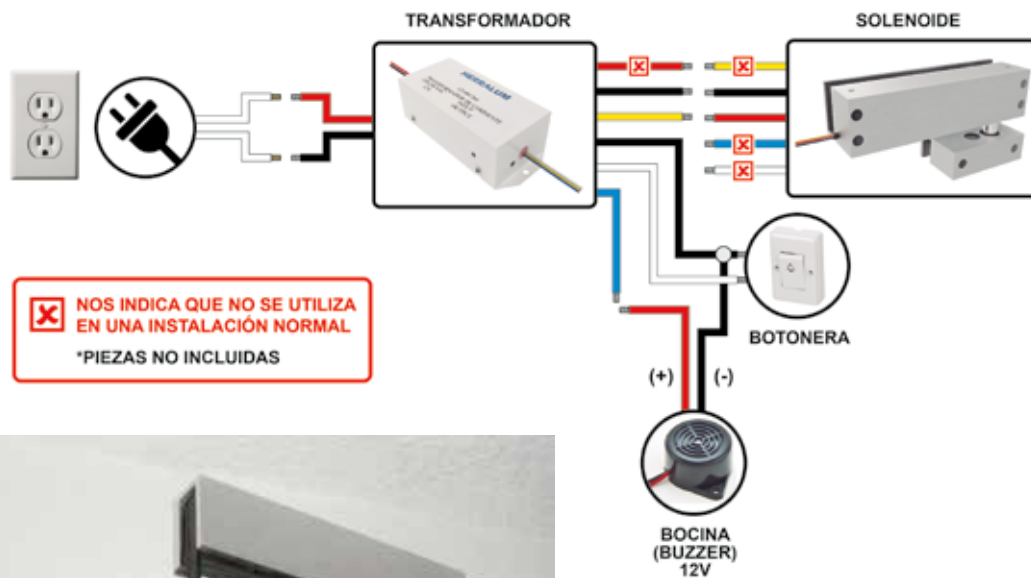 TRANSFORMADOR
SOLENOIDE
HERRALUM
BOTONERA
NOS INDICA QUE NO SE UTILIZA
EN UNA INSTALACIÓN NORMAL
*PIEZAS NO INCLUIDAS
(+)
(-)
BOCINA
(BUZZER)
12V